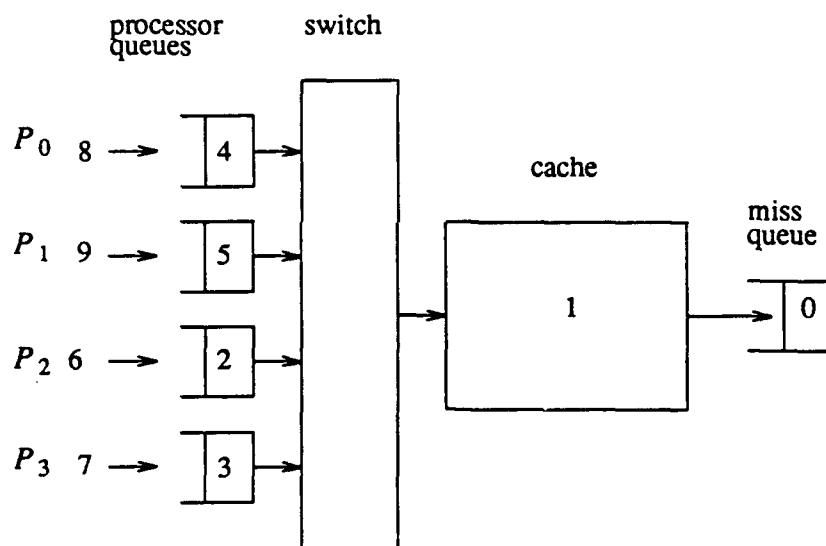 processor
queues
switch
P0 8
4
P1 9
5
P2 6
2
P3 7
3
cache
1
miss
queue
0